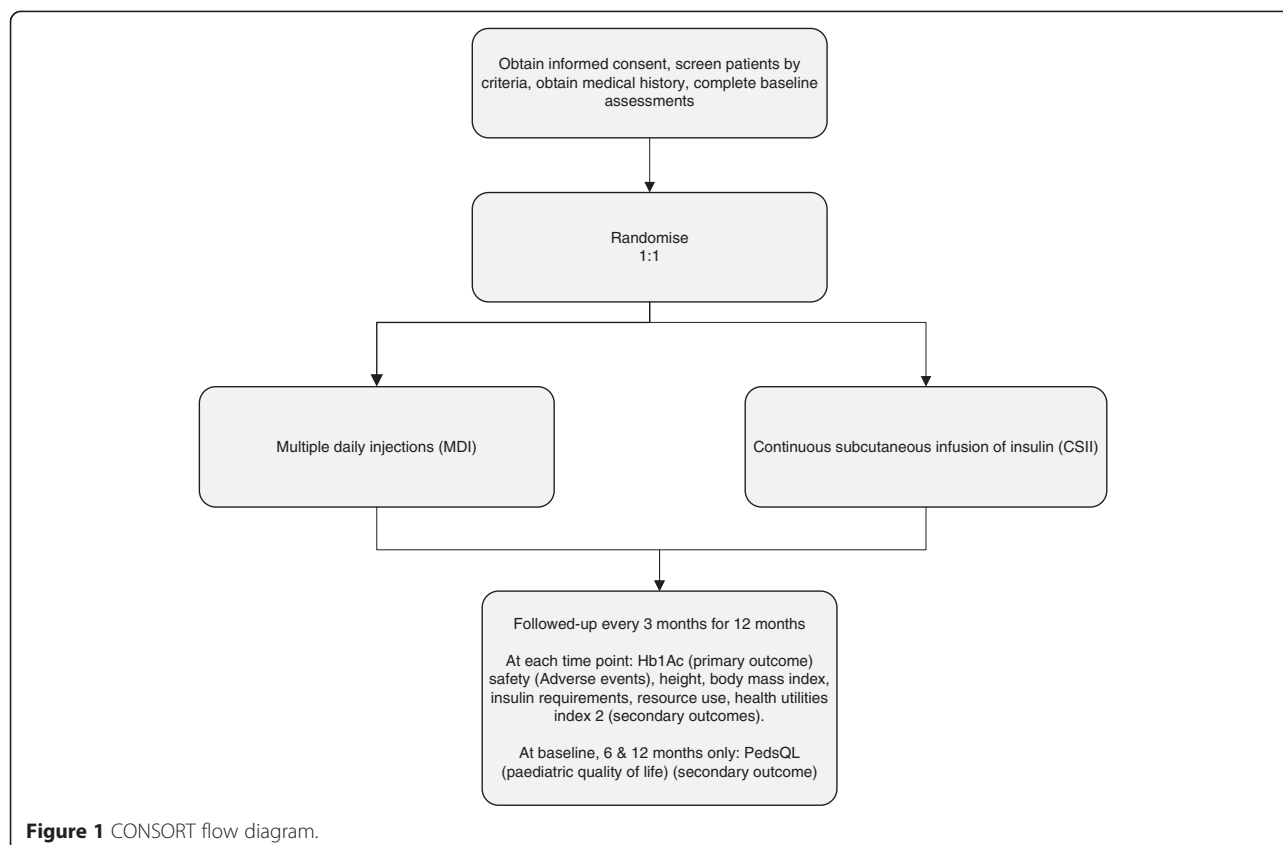 Obtain informed consent, screen patients by
criteria, obtain medical history, complete baseline
assessments
Randomise
1:1
Multiple daily injections (MDI)
Continuous subcutaneous infusion of insulin (CSII)
Followed-up every 3 months for 12 months
At each time point: Hb1Ac (primary outcome)
safety (Adverse events), height, body mass index,
insulin requirements, resource use, health utilities
index 2 (secondary outcomes).
At baseline, 6 & 12 months only: PedsQL
(paediatric quality of life) (secondary outcome)
Figure 1 CONSORT flow diagram.